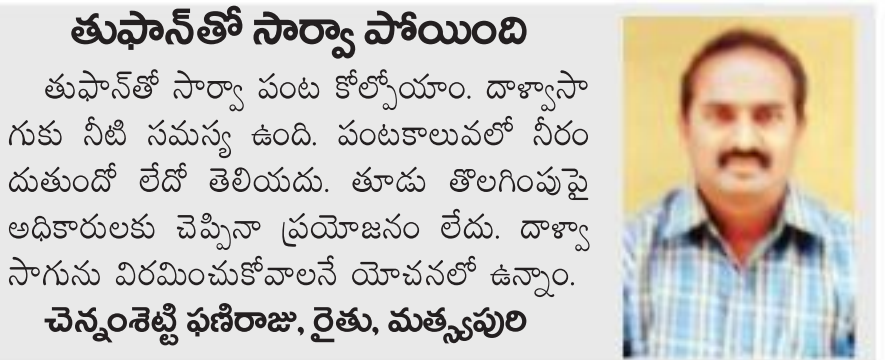 తుఫాన్‌తో సార్వా పోయింది
తుఫాన్‌తో సార్వా పంట కోల్పోయాం. దాళ్వాసా
గుకు నీటి సమస్య ఉంది. పంటకాలువలో నీరం
దుతుందో లేదో తెలియదు. తూడు తొలగింపుపై
అధికారులకు చెప్పినా ప్రయోజనం లేదు. దాళ్వా
సాగును విరమించుకోవాలనే యోచనలో ఉన్నాం.
చెన్నంశెట్టి ఫణిరాజు, రైతు, మత్స్యపురి